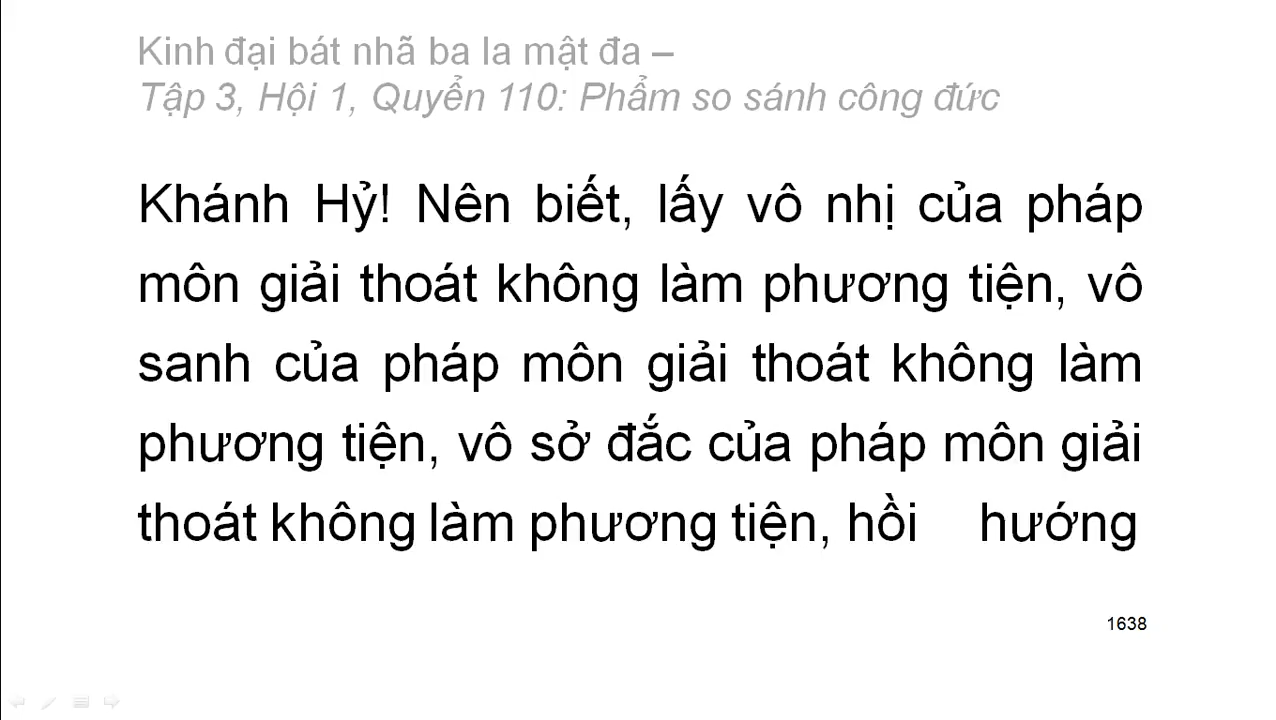 Kinh đại bát nhã ba la mật đa –
Tập 3, Hội 1, Quyển 110: Phẩm so sánh công đức
Khánh Hỷ! Nên biết, lấy vô nhị của pháp
môn giải thoát không làm phương tiện, vô
sanh của pháp môn giải thoát không làm
phương tiện, vô sở đắc của pháp môn giải
thoát không làm phương tiện, hồi hướng
1638